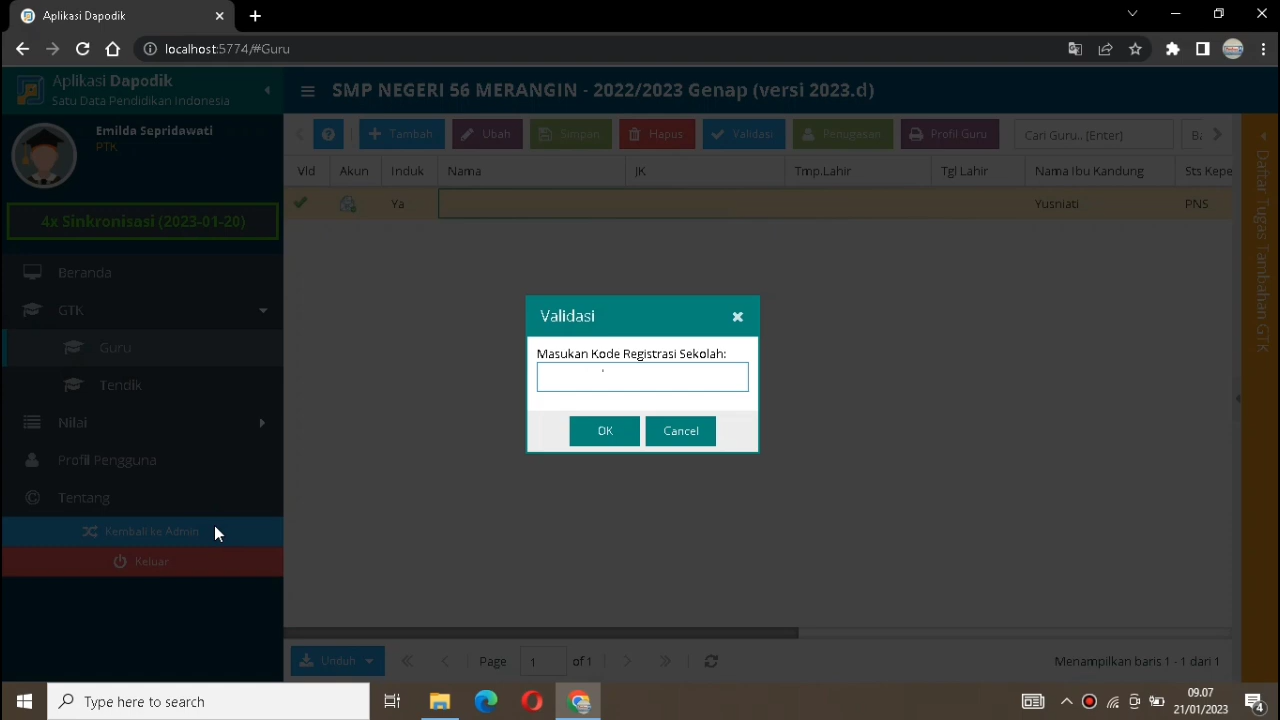 Aplikasi Dapodik
localhost:5774/#Guru
Aplikasi Dapodik
Satu Data Pendidikan Indonesia
SMP NEGERI 56 MERANGIN - 2022/2023 Genap (versi 2023.d)
Emilda Sepridawati
PTK
Tambah Ubah Simpan Hapus Validasi Penugasan Profil Guru Cari Guru.. [Enter] Ba
Vld Akun Induk Nama JK Tmp.Lahir Tgl Lahir Nama Ibu Kandung Sts Kepe
Ya Yusniati PNS
4x Sinkronisasi (2023-01-20)
Beranda
GTK
Guru
Tendik
Nilai
Profil Pengguna
Tentang
Kembali ke Admin
Keluar
Validasi
Masukan Kode Registrasi Sekolah:
OK Cancel
Daftar Tugas Tambahan GTK
Unduh Page 1 of 1 Menampilkan baris 1 - 1 dari 1
Type here to search
09.07
21/01/2023
4